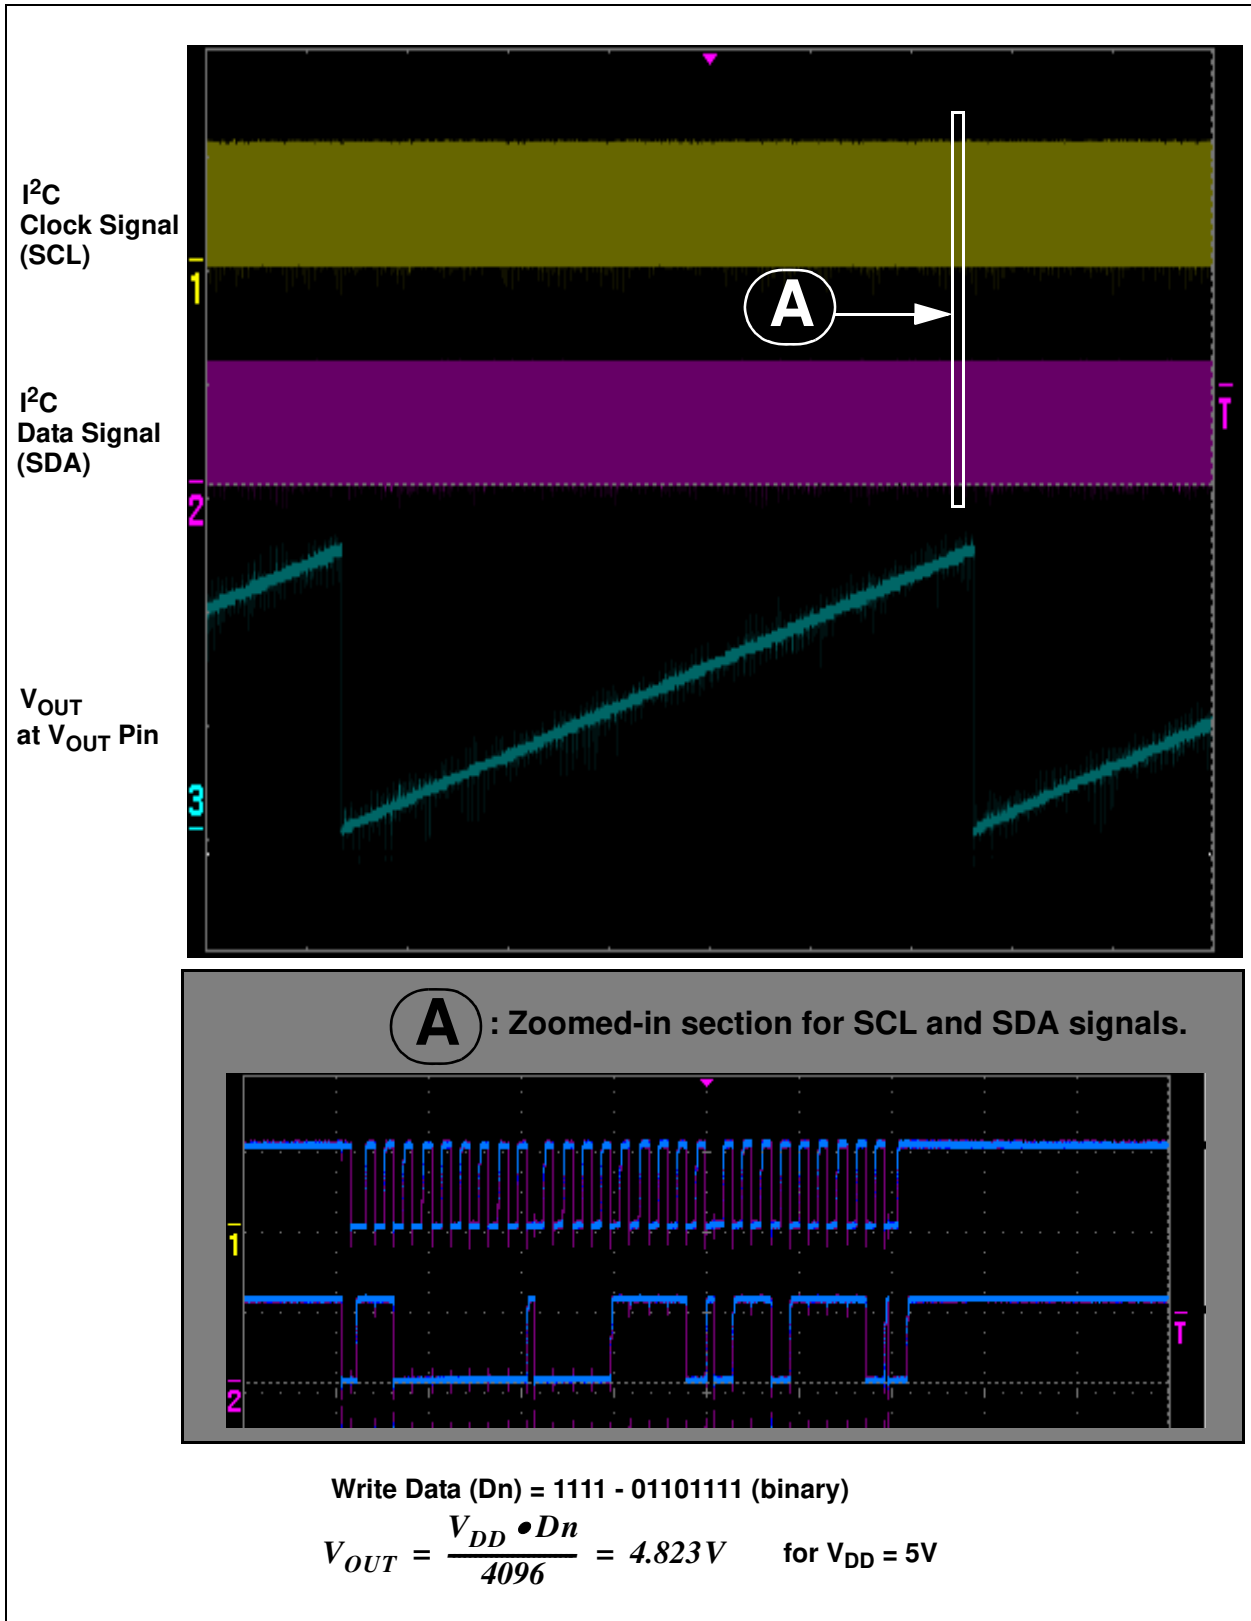 I²C
Clock Signal
(SCL)
1
A
I²C
Data Signal
(SDA)
T
2
V_OUT
at V_OUT Pin
3
A : Zoomed-in section for SCL and SDA signals.
1
T
2
Write Data (Dn) = 1111 - 01101111 (binary)
V_OUT = V_DD • Dn / 4096 = 4.823V for V_DD = 5V